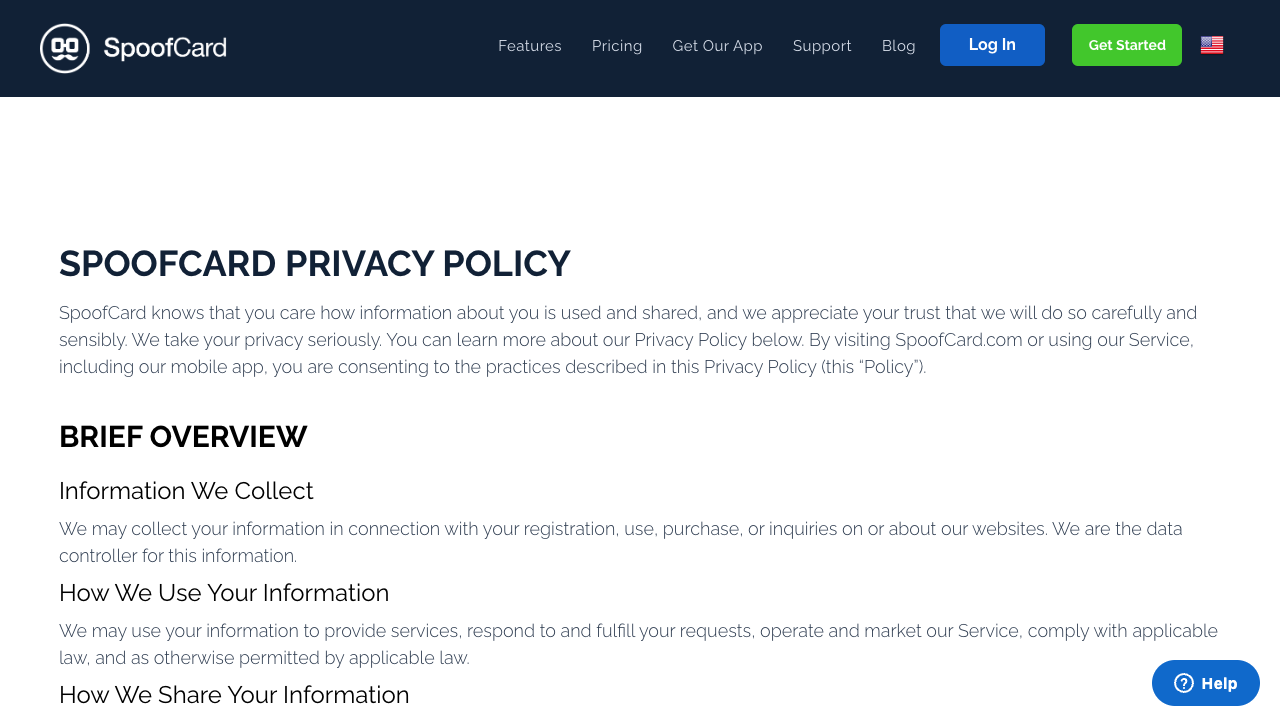 SpoofCard
Features
Pricing
Get Our App
Support
Blog
Log In
Get Started
SPOOFCARD PRIVACY POLICY
SpoofCard knows that you care how information about you is used and shared, and we appreciate your trust that we will do so carefully and
sensibly. We take your privacy seriously. You can learn more about our Privacy Policy below. By visiting SpoofCard.com or using our Service,
including our mobile app, you are consenting to the practices described in this Privacy Policy (this “Policy”).
BRIEF OVERVIEW
Information We Collect
We may collect your information in connection with your registration, use, purchase, or inquiries on or about our websites. We are the data
controller for this information.
How We Use Your Information
We may use your information to provide services, respond to and fulfill your requests, operate and market our Service, comply with applicable
law, and as otherwise permitted by applicable law.
How We Share Your Information
Help